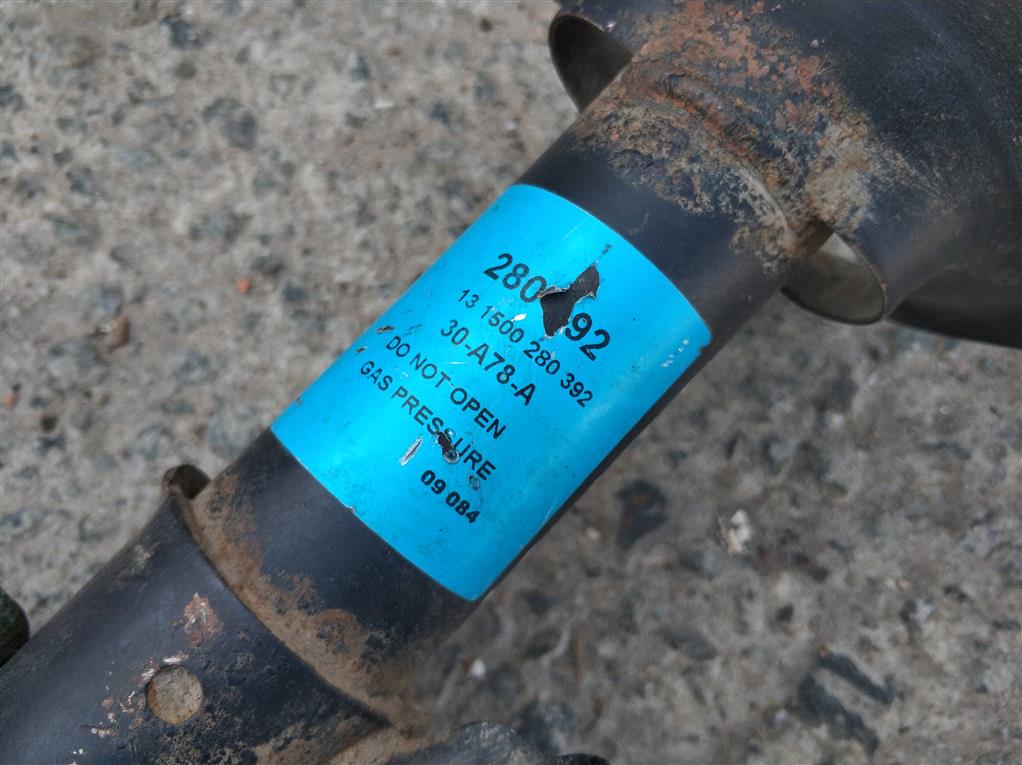 280 92
13 1500 280 392
30-A78-A
DO NOT OPEN
GAS PRESSURE
09 084